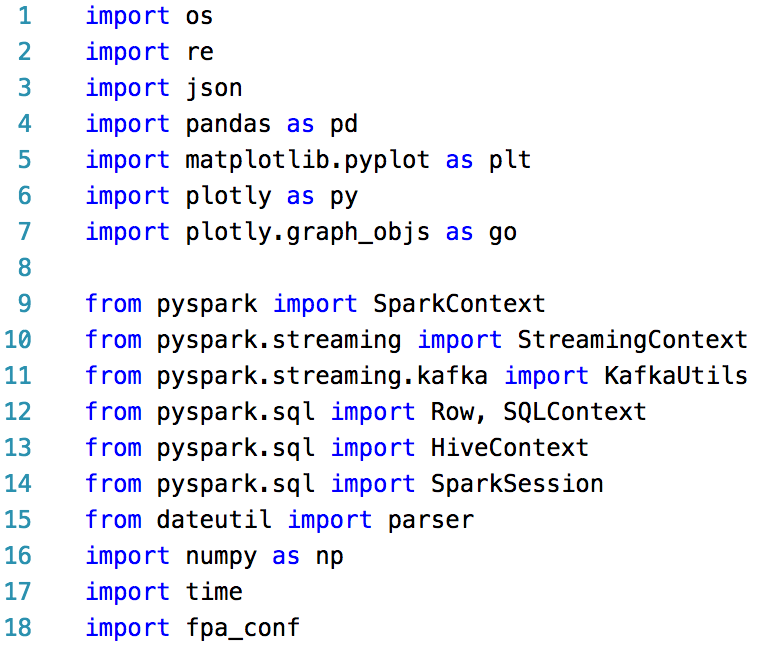 1 import os
2 import re
3 import json
4 import pandas as pd
5 import matplotlib.pyplot as plt
6 import plotly as py
7 import plotly.graph_objs as go
8
9 from pyspark import SparkContext
10 from pyspark.streaming import StreamingContext
11 from pyspark.streaming.kafka import KafkaUtils
12 from pyspark.sql import Row, SQLContext
13 from pyspark.sql import HiveContext
14 from pyspark.sql import SparkSession
15 from dateutil import parser
16 import numpy as np
17 import time
18 import fpa_conf